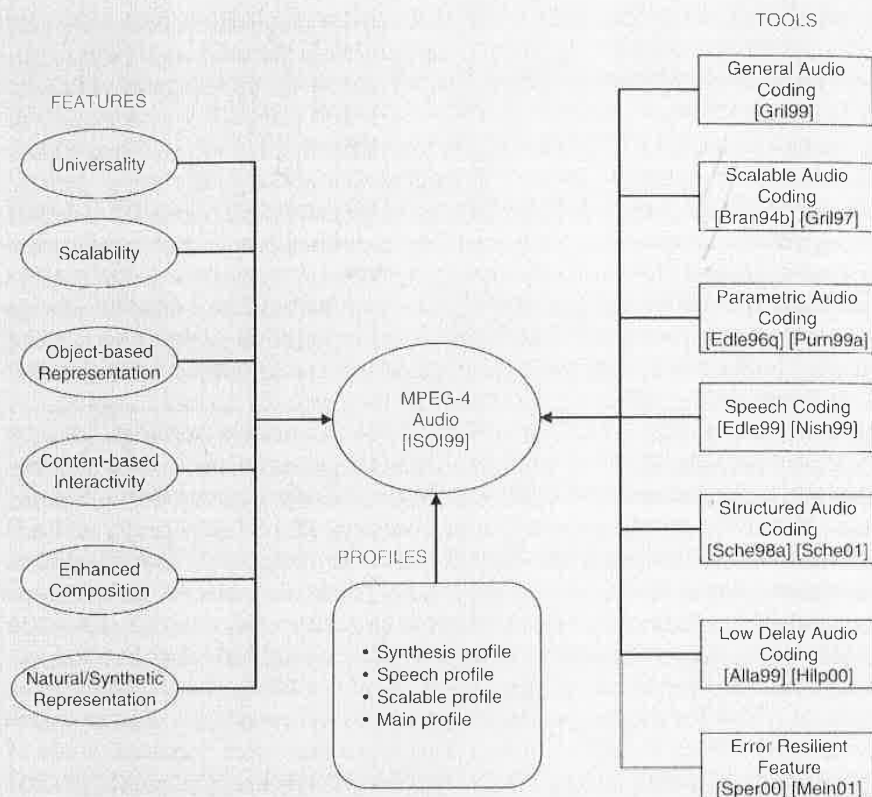 FEATURES
Universality
Scalability
Object-based
Representation
Content-based
Interactivity
Enhanced
Composition
Natural/Synthetic
Representation
MPEG-4
Audio
[ISOI99]
PROFILES
• Synthesis profile
• Speech profile
• Scalable profile
• Main profile
TOOLS
General Audio
Coding
[Gril99]
Scalable Audio
Coding
[Bran94b] [Gril97]
Parametric Audio
Coding
[Edle96q] [Purn99a]
Speech Coding
[Edle99] [Nish99]
Structured Audio
Coding
[Sche98a] [Sche01]
Low Delay Audio
Coding
[Alla99] [Hilp00]
Error Resilient
Feature
[Sper00] [Mein01]